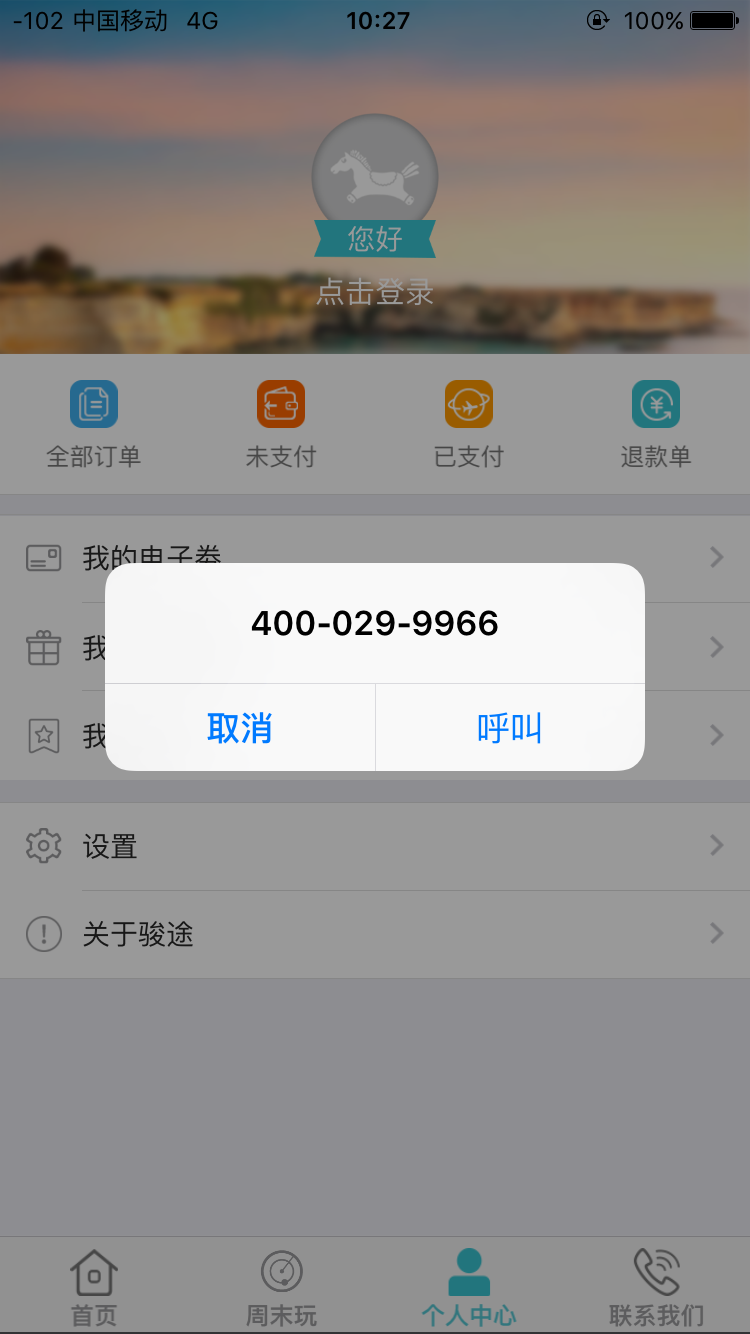 -102 中国移动 4G 10:27 100%
您好
点击登录
全部订单 未支付 已支付 退款单
我的电子券
400-029-9966
我
取消 呼叫
我
设置
关于骏途
首页 周末玩 个人中心 联系我们